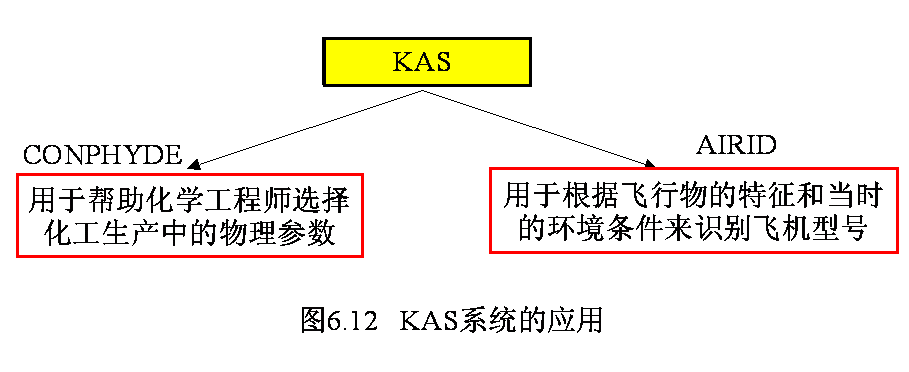 KAS
CONPHYDE
用于帮助化学工程师选择
化工生产中的物理参数
AIRID
用于根据飞行物的特征和当时
的环境条件来识别飞机型号
图6.12 KAS系统的应用